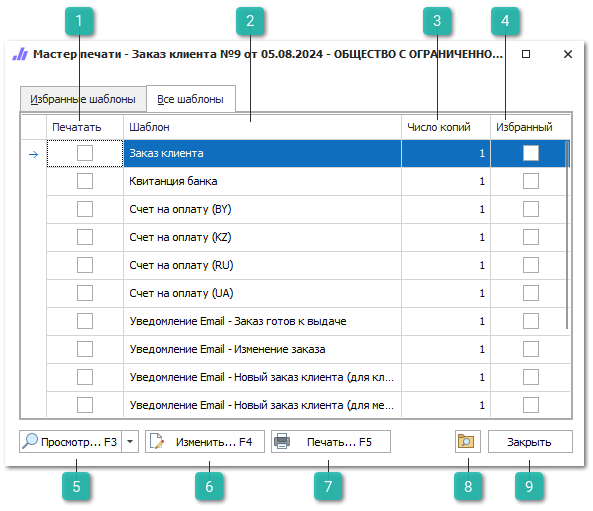 1 2 3 4
Мастер печати - Заказ клиента №9 от 05.08.2024 - ОБЩЕСТВО С ОГРАНИЧЕННО...
Избранные шаблоны Все шаблоны
Печатать Шаблон Число копий Избранный
Заказ клиента 1
Квитанция банка 1
Счет на оплату (BY) 1
Счет на оплату (KZ) 1
Счет на оплату (RU) 1
Счет на оплату (UA) 1
Уведомление Email - Заказ готов к выдаче 1
Уведомление Email - Изменение заказа 1
Уведомление Email - Новый заказ клиента (для кл... 1
Уведомление Email - Новый заказ клиента (для ме... 1
Просмотр... F3 Изменить... F4 Печать... F5 Закрыть
5 6 7 8 9